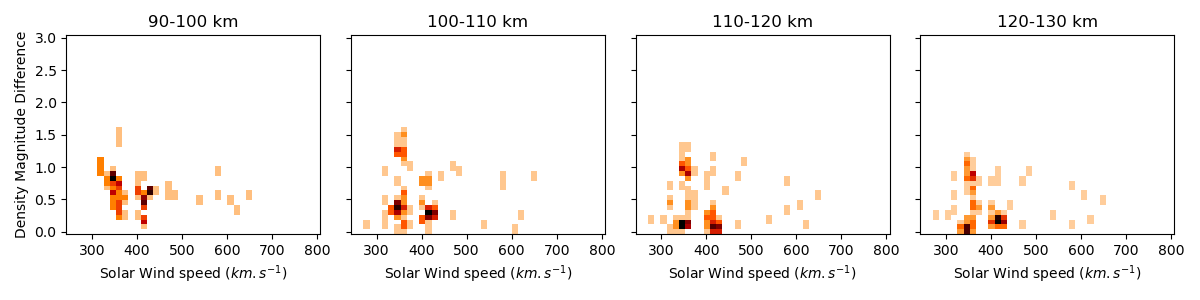 90-100 km 100-110 km 110-120 km 120-130 km
Density Magnitude Difference
3.0
2.5
2.0
1.5
1.0
0.5
0.0
300 400 500 600 700 800 300 400 500 600 700 800 300 400 500 600 700 800 300 400 500 600 700 800
Solar Wind speed (km.s⁻¹) Solar Wind speed (km.s⁻¹) Solar Wind speed (km.s⁻¹) Solar Wind speed (km.s⁻¹)